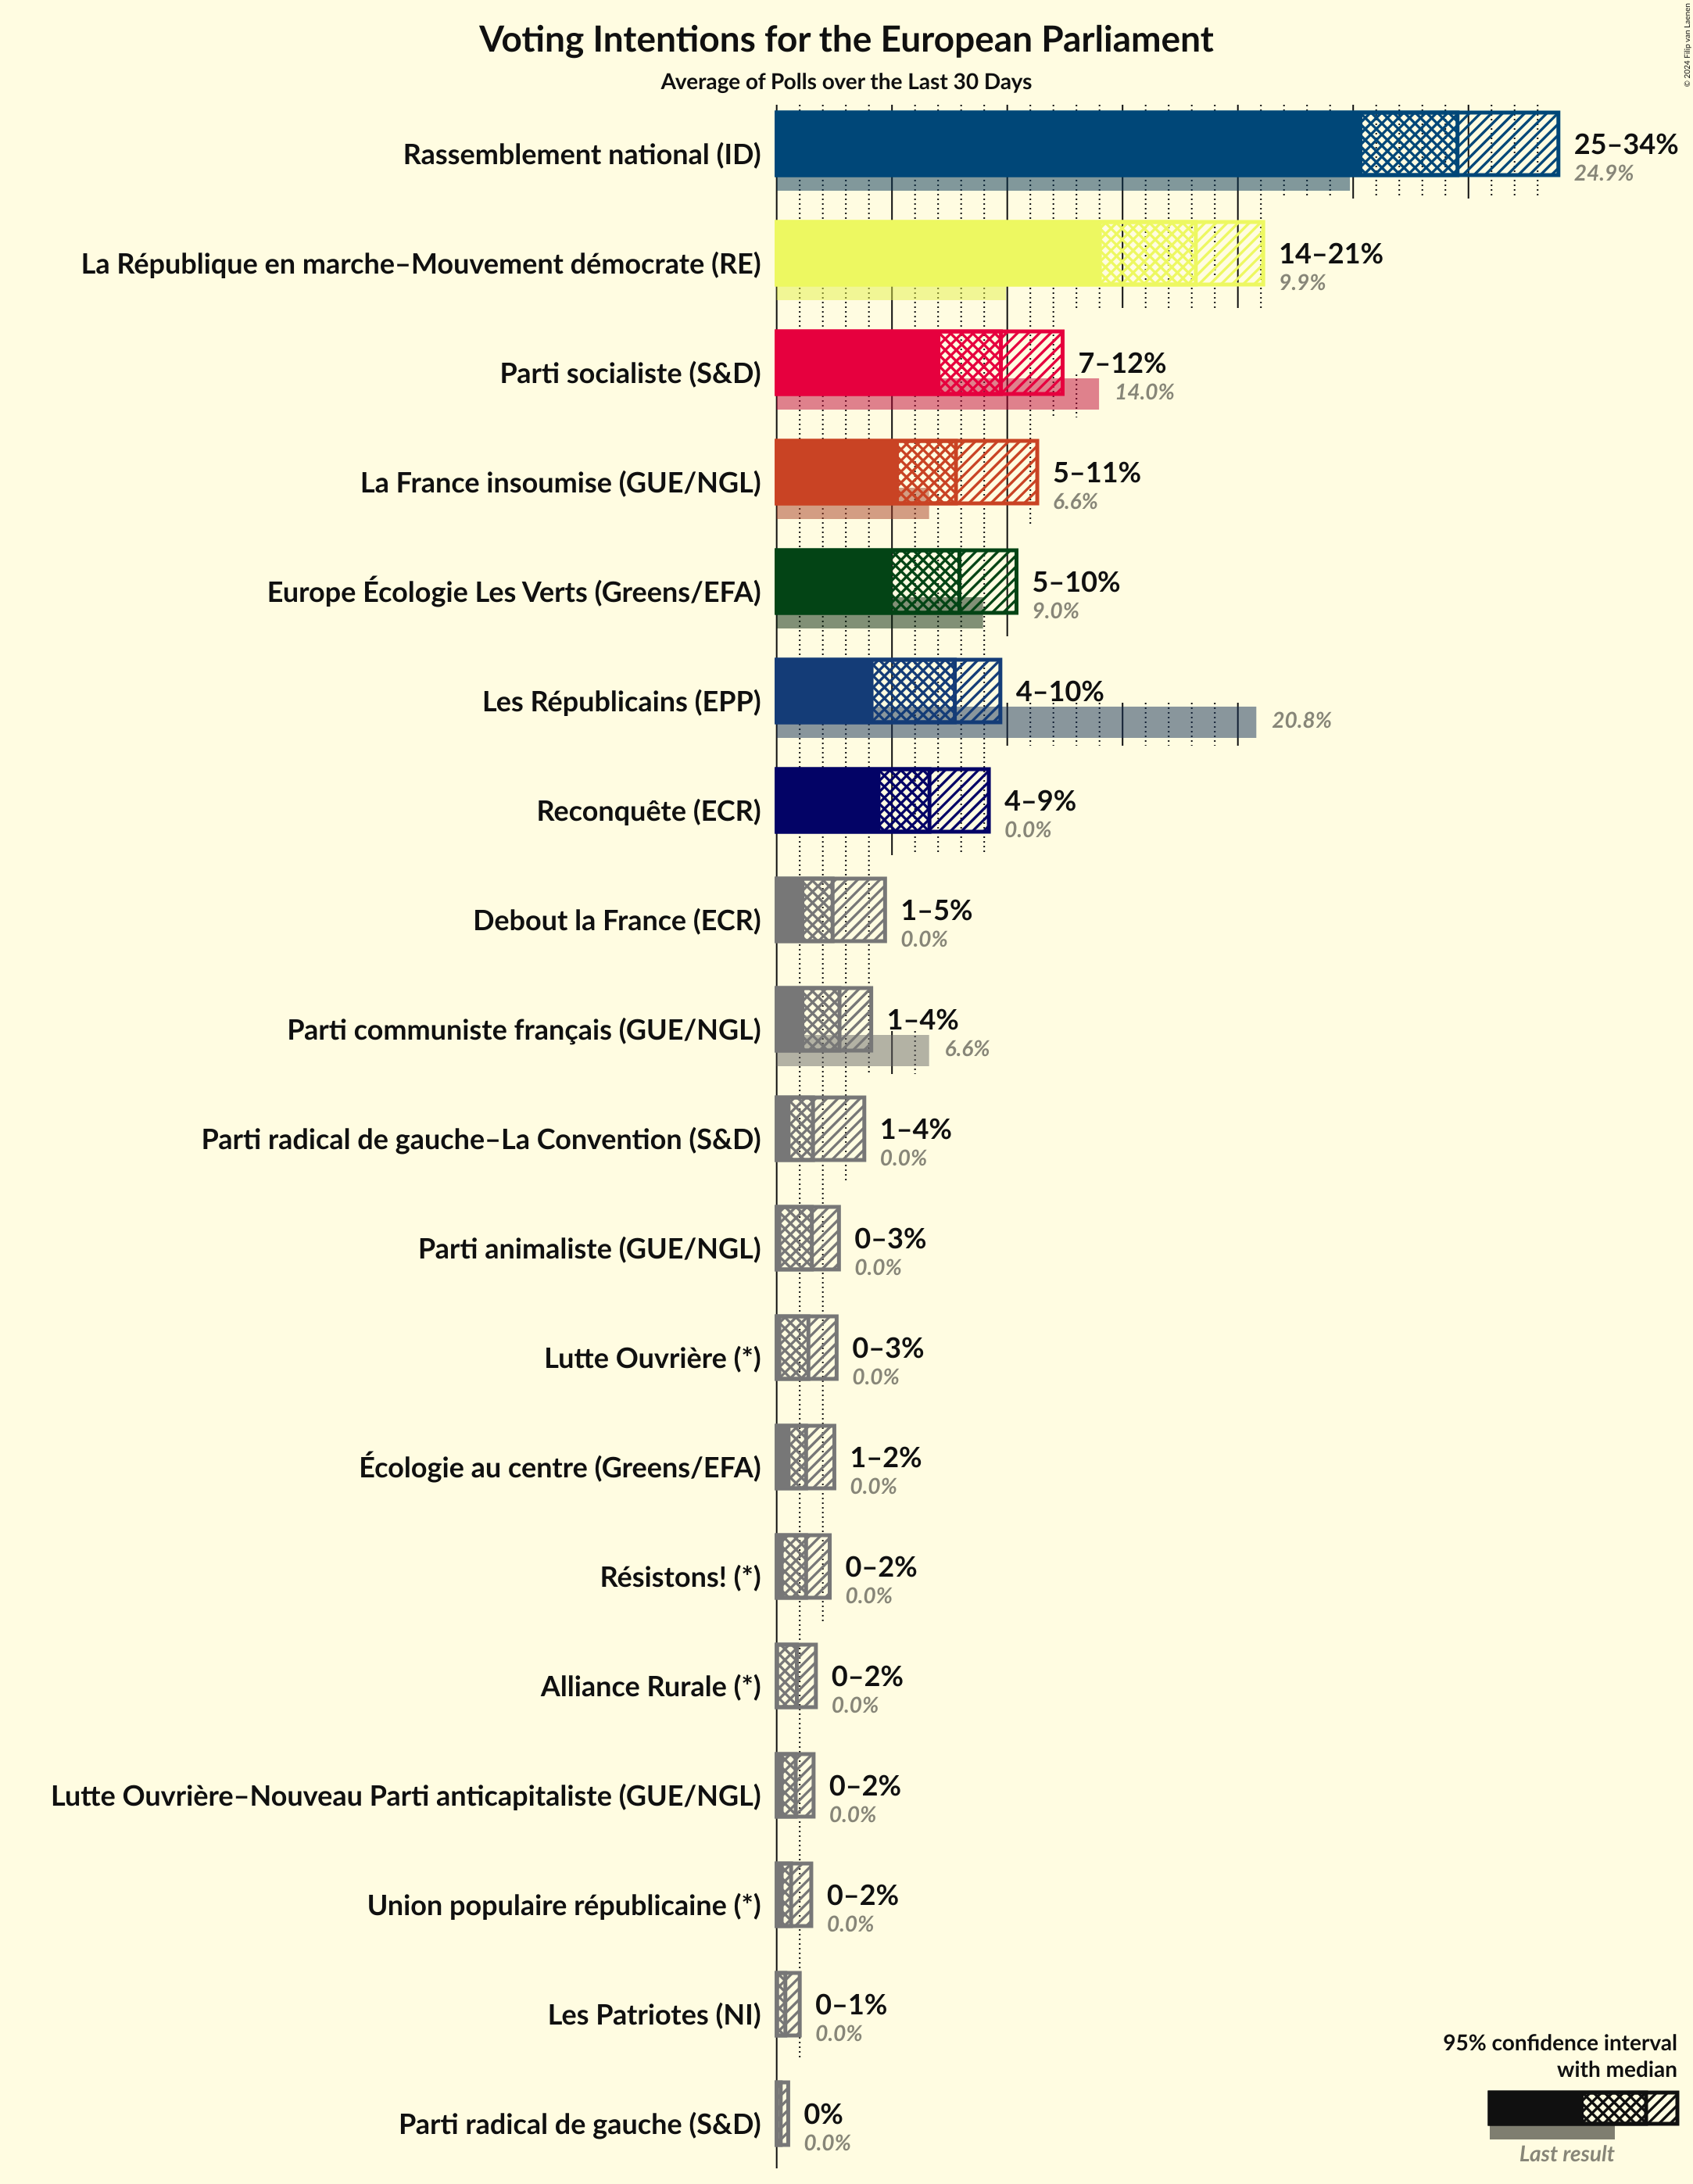 Voting Intentions for the European Parliament
Average of Polls over the Last 30 Days
© 2024 Filip van Laenen
Rassemblement national (ID)
25–34%
24.9%
La République en marche–Mouvement démocrate (RE)
14–21%
9.9%
Parti socialiste (S&D)
7–12%
14.0%
La France insoumise (GUE/NGL)
5–11%
6.6%
Europe Écologie Les Verts (Greens/EFA)
5–10%
9.0%
Les Républicains (EPP)
4–10%
20.8%
Reconquête (ECR)
4–9%
0.0%
Debout la France (ECR)
1–5%
0.0%
Parti communiste français (GUE/NGL)
1–4%
6.6%
Parti radical de gauche–La Convention (S&D)
1–4%
0.0%
Parti animaliste (GUE/NGL)
0–3%
0.0%
Lutte Ouvrière (*)
0–3%
0.0%
Écologie au centre (Greens/EFA)
1–2%
0.0%
Résistons! (*)
0–2%
0.0%
Alliance Rurale (*)
0–2%
0.0%
Lutte Ouvrière–Nouveau Parti anticapitaliste (GUE/NGL)
0–2%
0.0%
Union populaire républicaine (*)
0–2%
0.0%
Les Patriotes (NI)
0–1%
0.0%
Parti radical de gauche (S&D)
0%
0.0%
95% confidence interval
with median
Last result